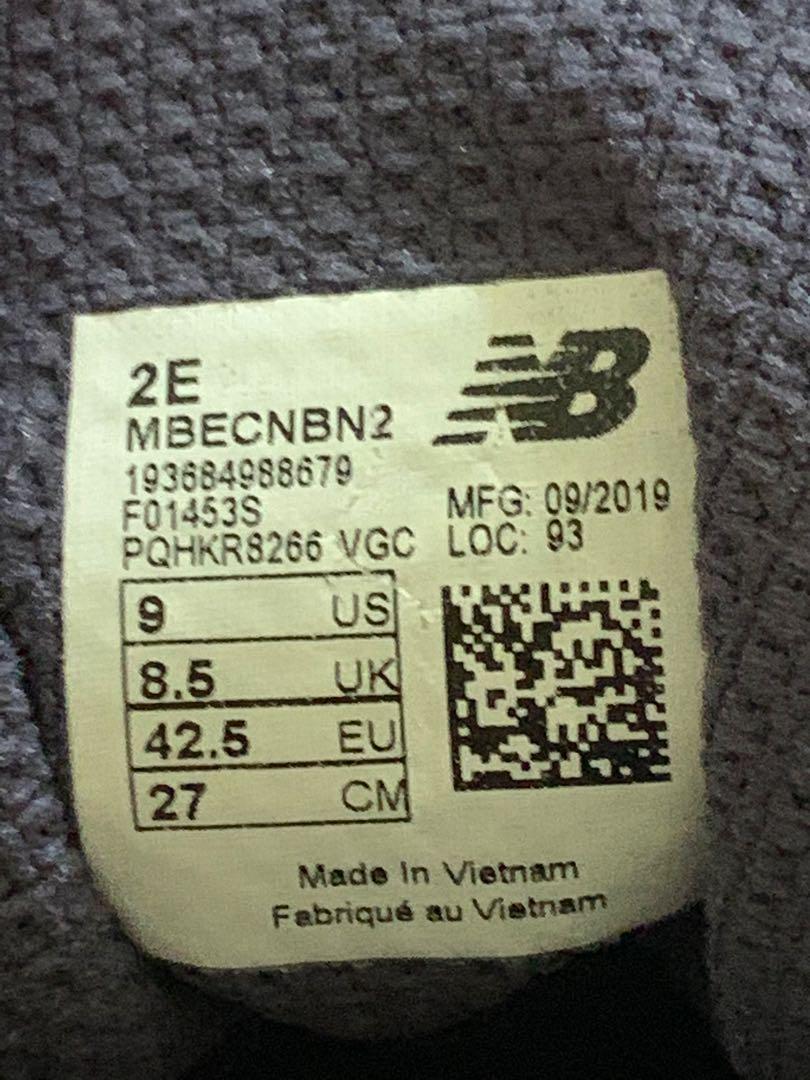 2E
NB
MBECNBN2
193684988679
F01453S
PQHKR8266 VGC
MFG: 09/2019
LOC: 93
9 US
8.5 UK
42.5 EU
27 CM
Made In Vietnam
Fabriqué au Vietnam